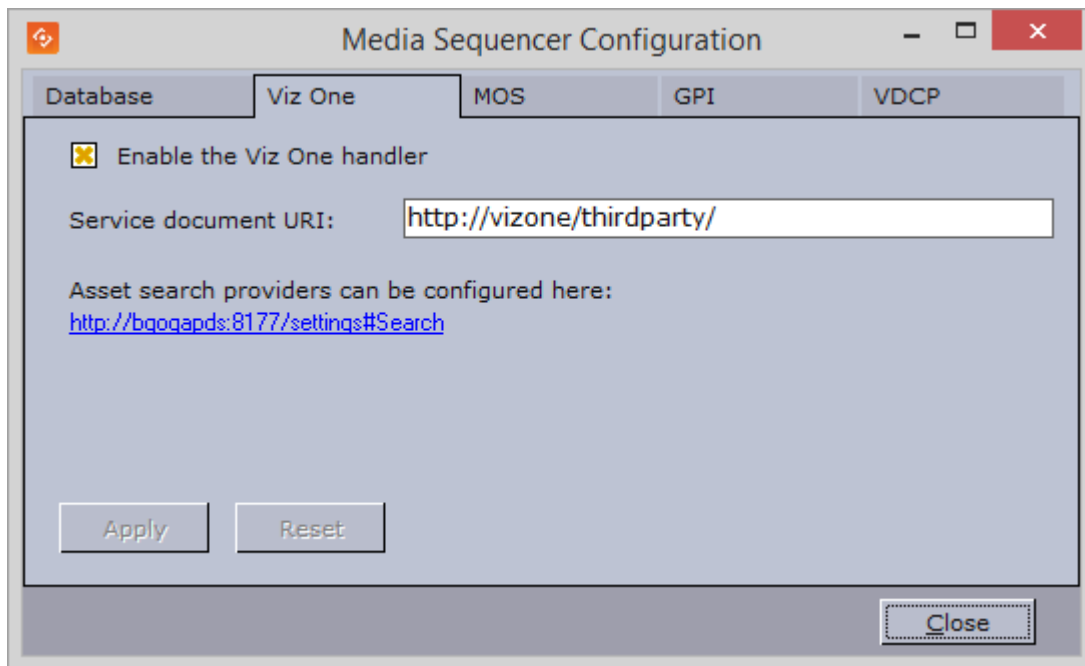 Media Sequencer Configuration
Database Viz One MOS GPI VDCP
Enable the Viz One handler
Service document URI: http://vizone/thirdparty/
Asset search providers can be configured here:
http://bgogapds:8177/settings#Search
Apply Reset
Close